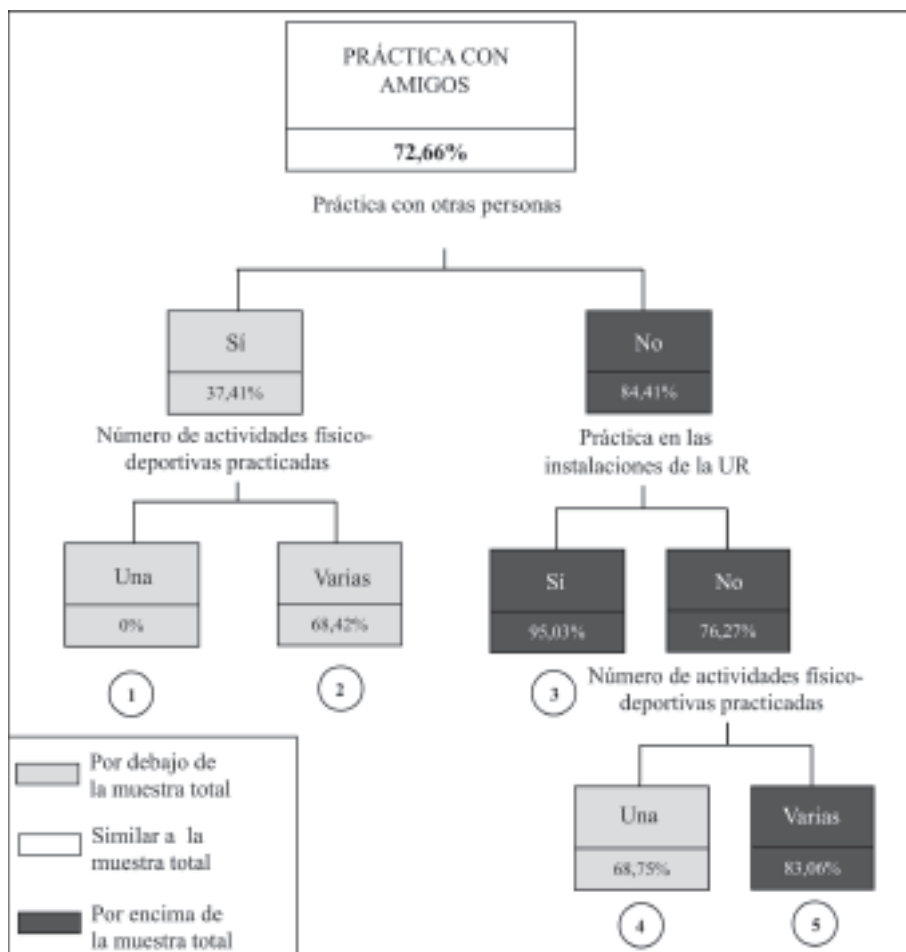 PRÁCTICA CON
AMIGOS
72,66%
Práctica con otras personas
Sí
37,41%
No
84,41%
Número de actividades físico-
deportivas practicadas
Práctica en las
instalaciones de la UR
Una
0%
Varias
68,42%
Sí
95,03%
No
76,27%
1
2
3
Número de actividades físico-
deportivas practicadas
Una
68,75%
Varias
83,06%
4
5
Por debajo de
la muestra total
Similar a la
muestra total
Por encima de
la muestra total